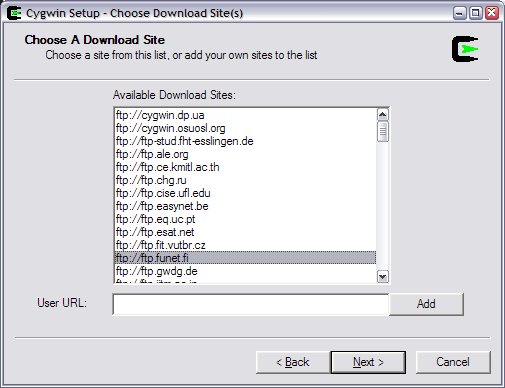 Cygwin Setup - Choose Download Site(s)
Choose A Download Site
Choose a site from this list, or add your own sites to the list
Available Download Sites:
ftp://cygwin.dp.ua
ftp://cygwin.osuosl.org
ftp://ftp-stud.fht-esslingen.de
ftp://ftp.ale.org
ftp://ftp.ce.kmitl.ac.th
ftp://ftp.chg.ru
ftp://ftp.cise.ufl.edu
ftp://ftp.easynet.be
ftp://ftp.eq.uc.pt
ftp://ftp.esat.net
ftp://ftp.fit.vutbr.cz
ftp://ftp.funet.fi
ftp://ftp.gwdg.de
User URL:
Add
< Back
Next >
Cancel